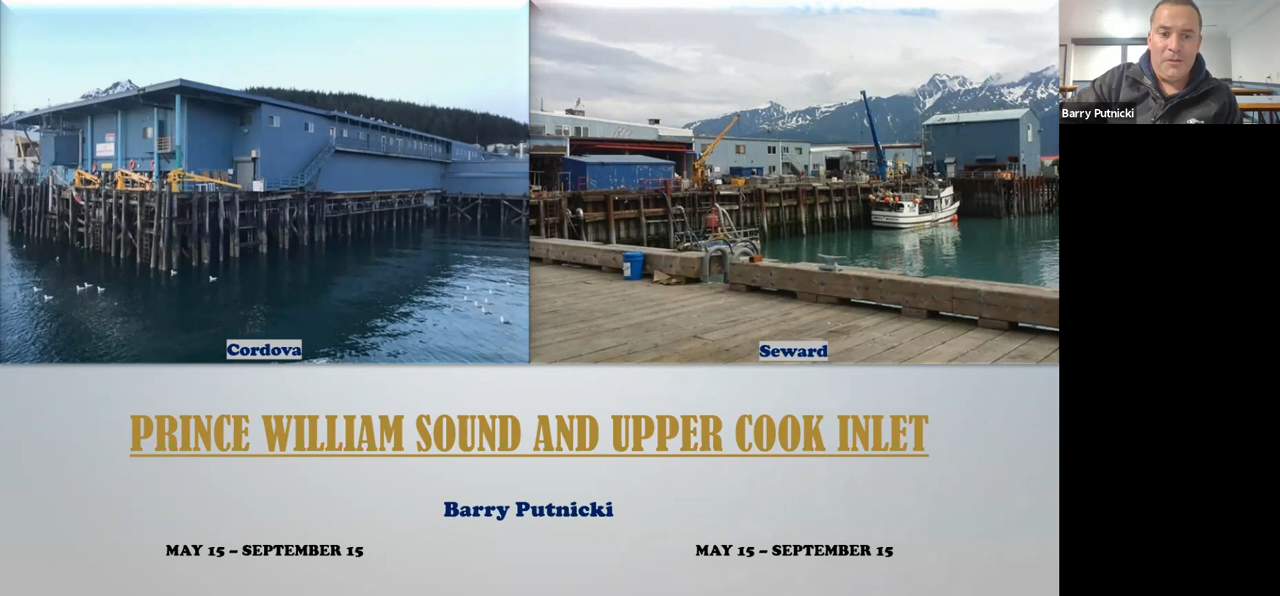 Barry Putnicki
Cordova
Seward
PRINCE WILLIAM SOUND AND UPPER COOK INLET
Barry Putnicki
MAY 15 – SEPTEMBER 15
MAY 15 – SEPTEMBER 15